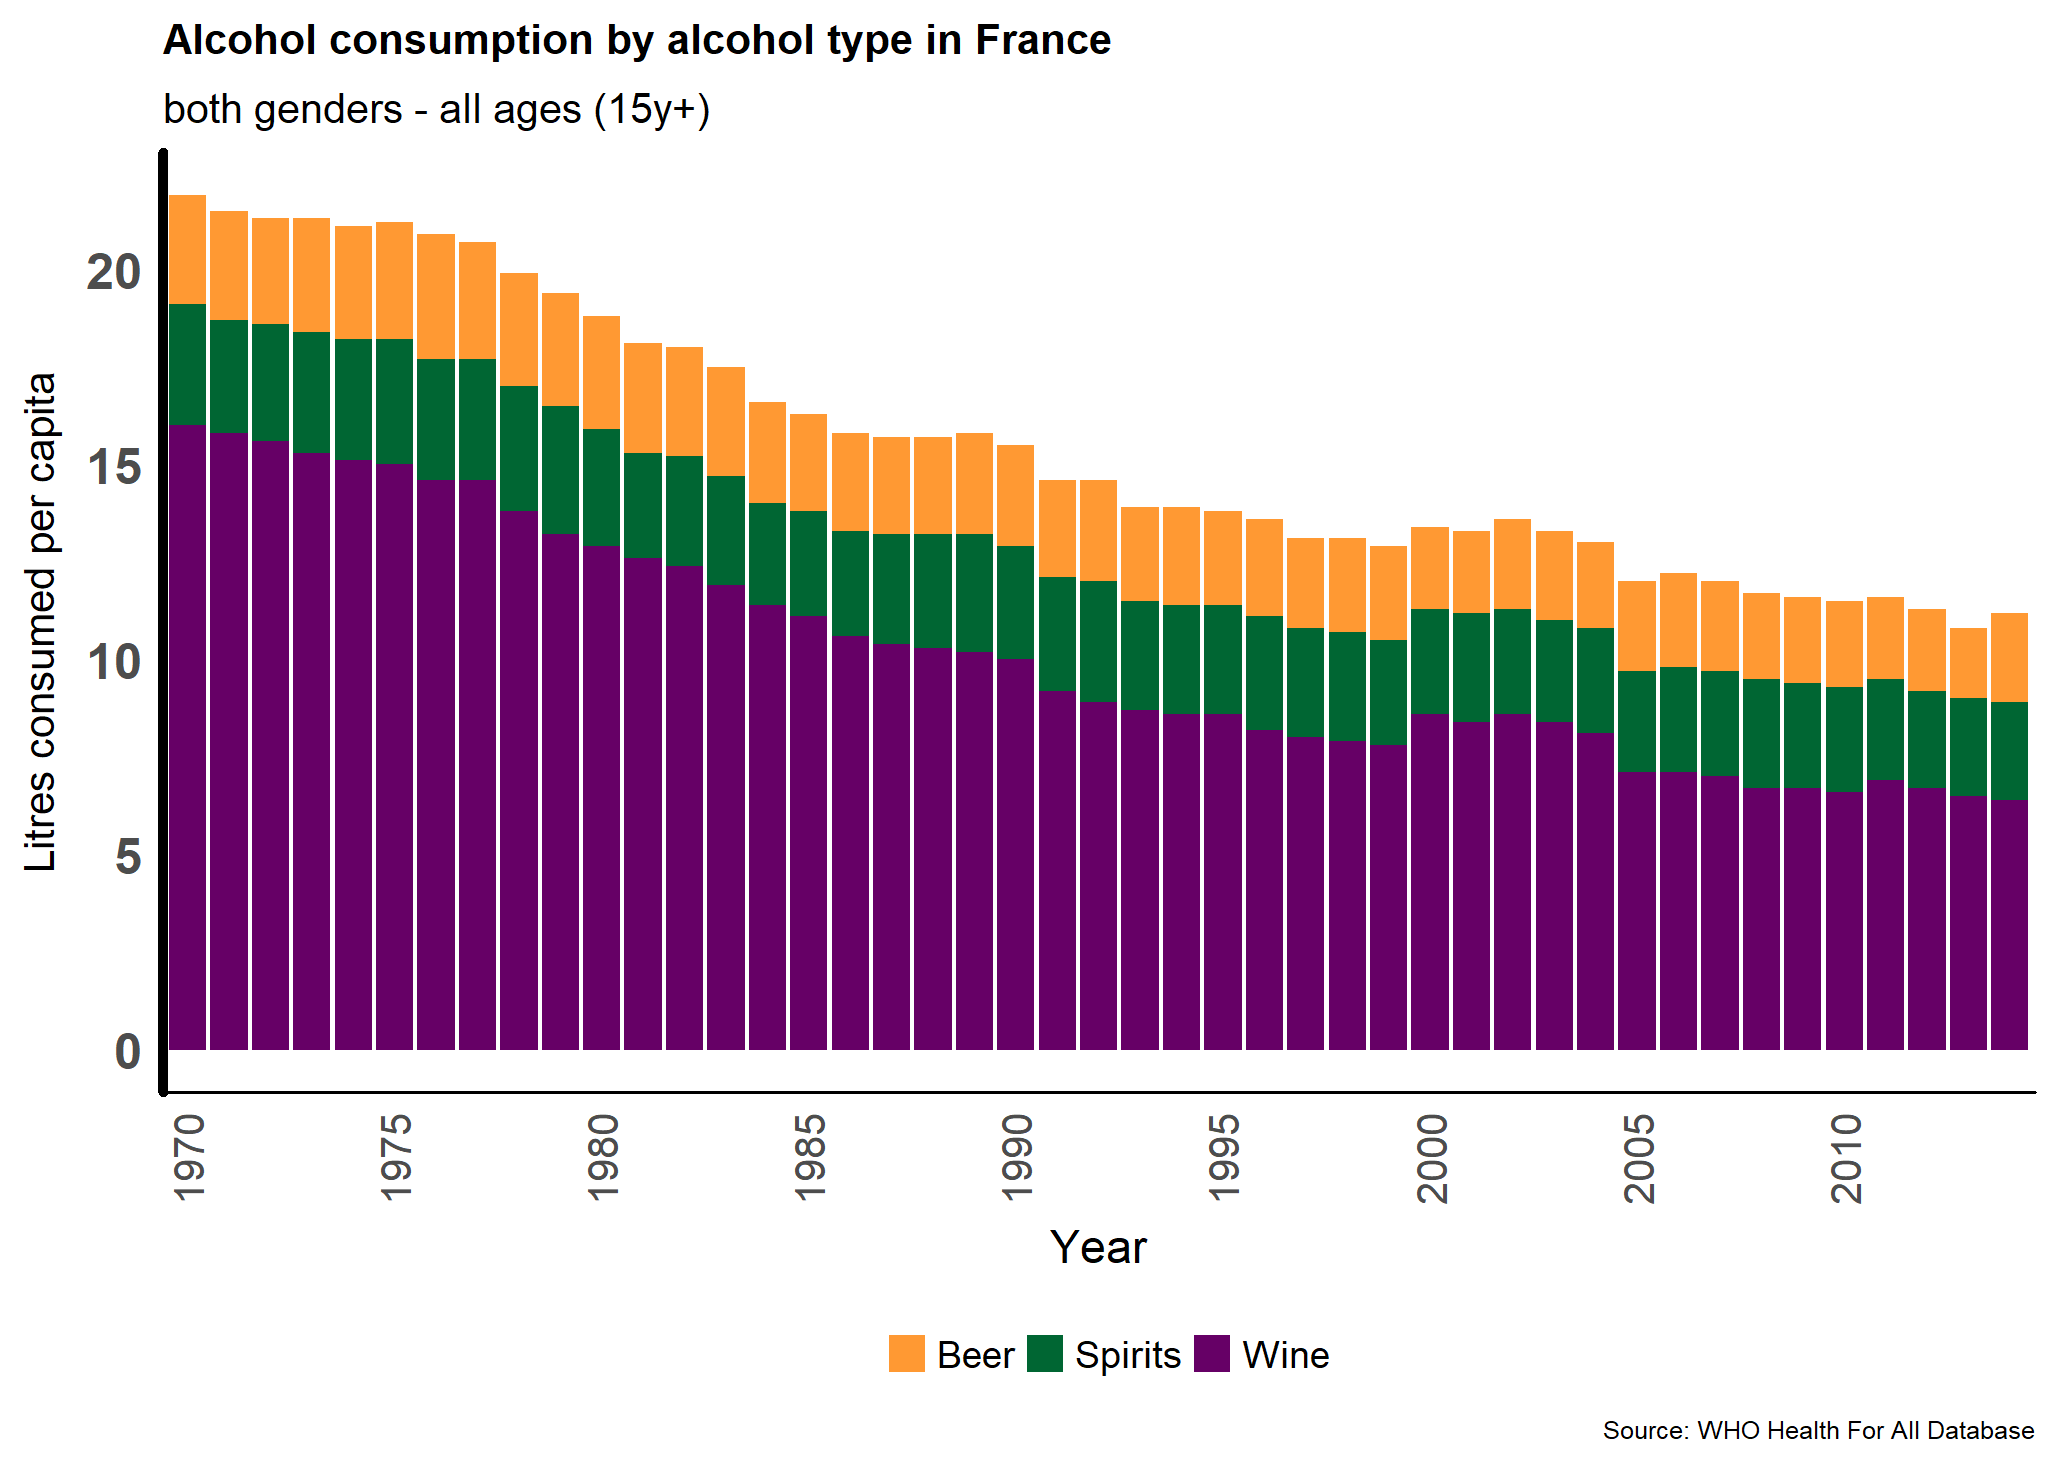 Alcohol consumption by alcohol type in France
both genders - all ages (15y+)
Litres consumed per capita
20
15
10
5
0
1970
1975
1980
1985
1990
1995
2000
2005
2010
Year
Beer
Spirits
Wine
Source: WHO Health For All Database